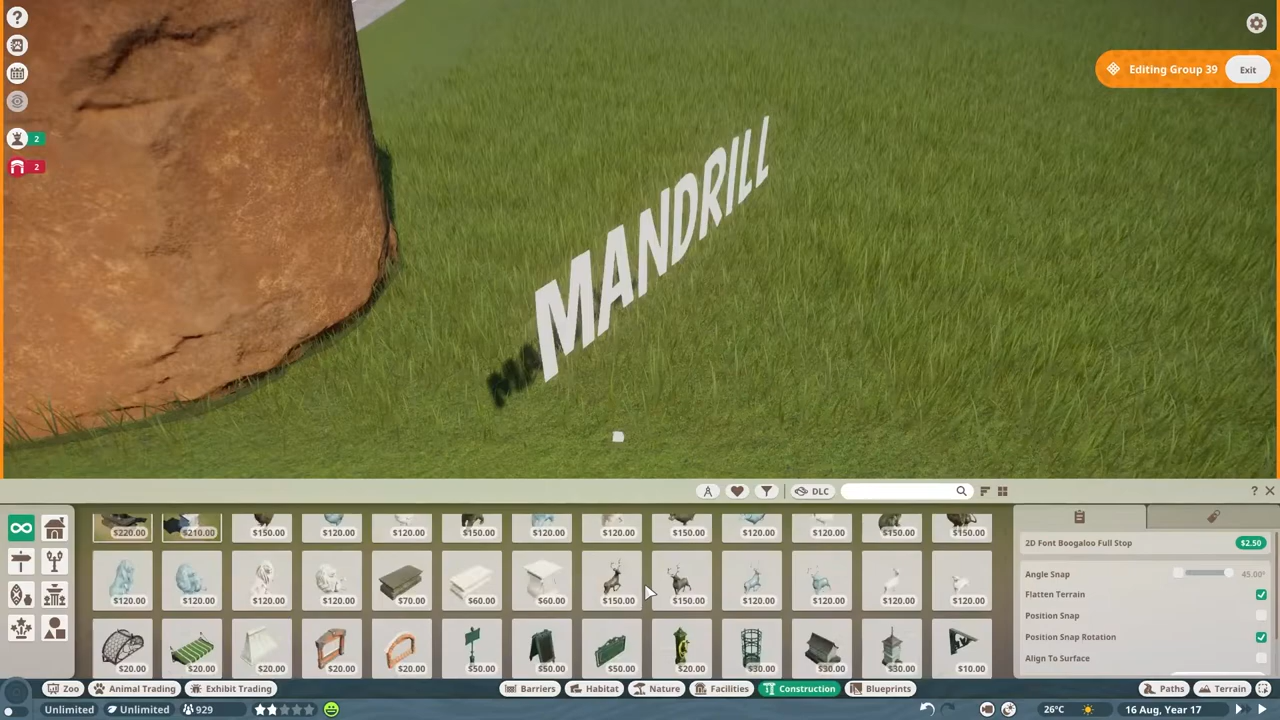 ?
Editing Group 39
Exit
2
2
MANDRILL
DLC
? ×
$220.00 $210.00 $150.00 $120.00 $120.00 $150.00 $120.00 $120.00 $150.00 $120.00 $120.00 $150.00 $150.00
$120.00 $120.00 $120.00 $120.00 $70.00 $60.00 $60.00 $150.00 $150.00 $120.00 $120.00 $120.00 $120.00
$20.00 $20.00 $20.00 $20.00 $20.00 $50.00 $50.00 $50.00 $20.00 $30.00 $30.00 $30.00 $10.00
2D Font Boogaloo Full Stop $2.50
Angle Snap 45.00°
Flatten Terrain
Position Snap
Position Snap Rotation
Align To Surface
Zoo Animal Trading Exhibit Trading Barriers Habitat Nature Facilities Construction Blueprints Paths Terrain
Unlimited Unlimited 929 26°C 16 Aug, Year 17